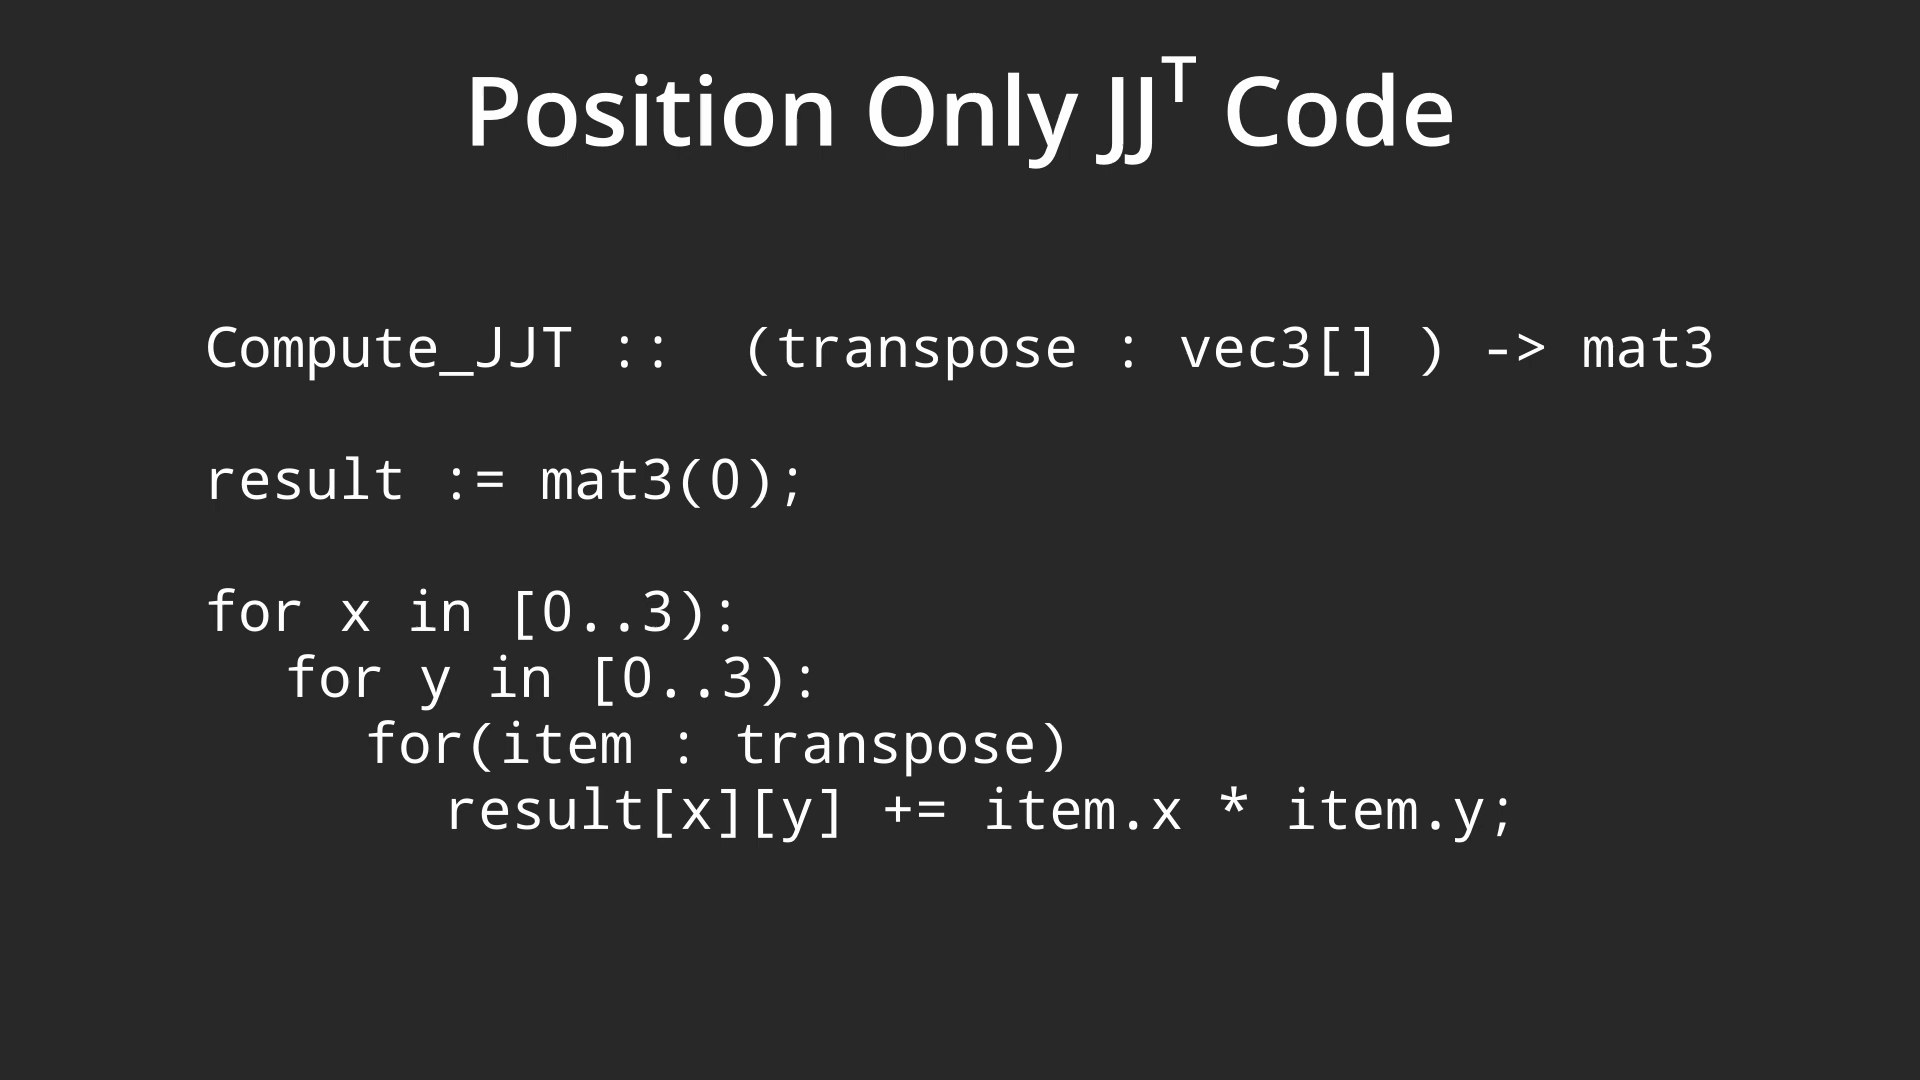 Position Only JJᵀ Code
Compute_JJT ::  (transpose : vec3[] ) -> mat3
result := mat3(0);
for x in [0..3):
for y in [0..3):
for(item : transpose)
result[x][y] += item.x * item.y;